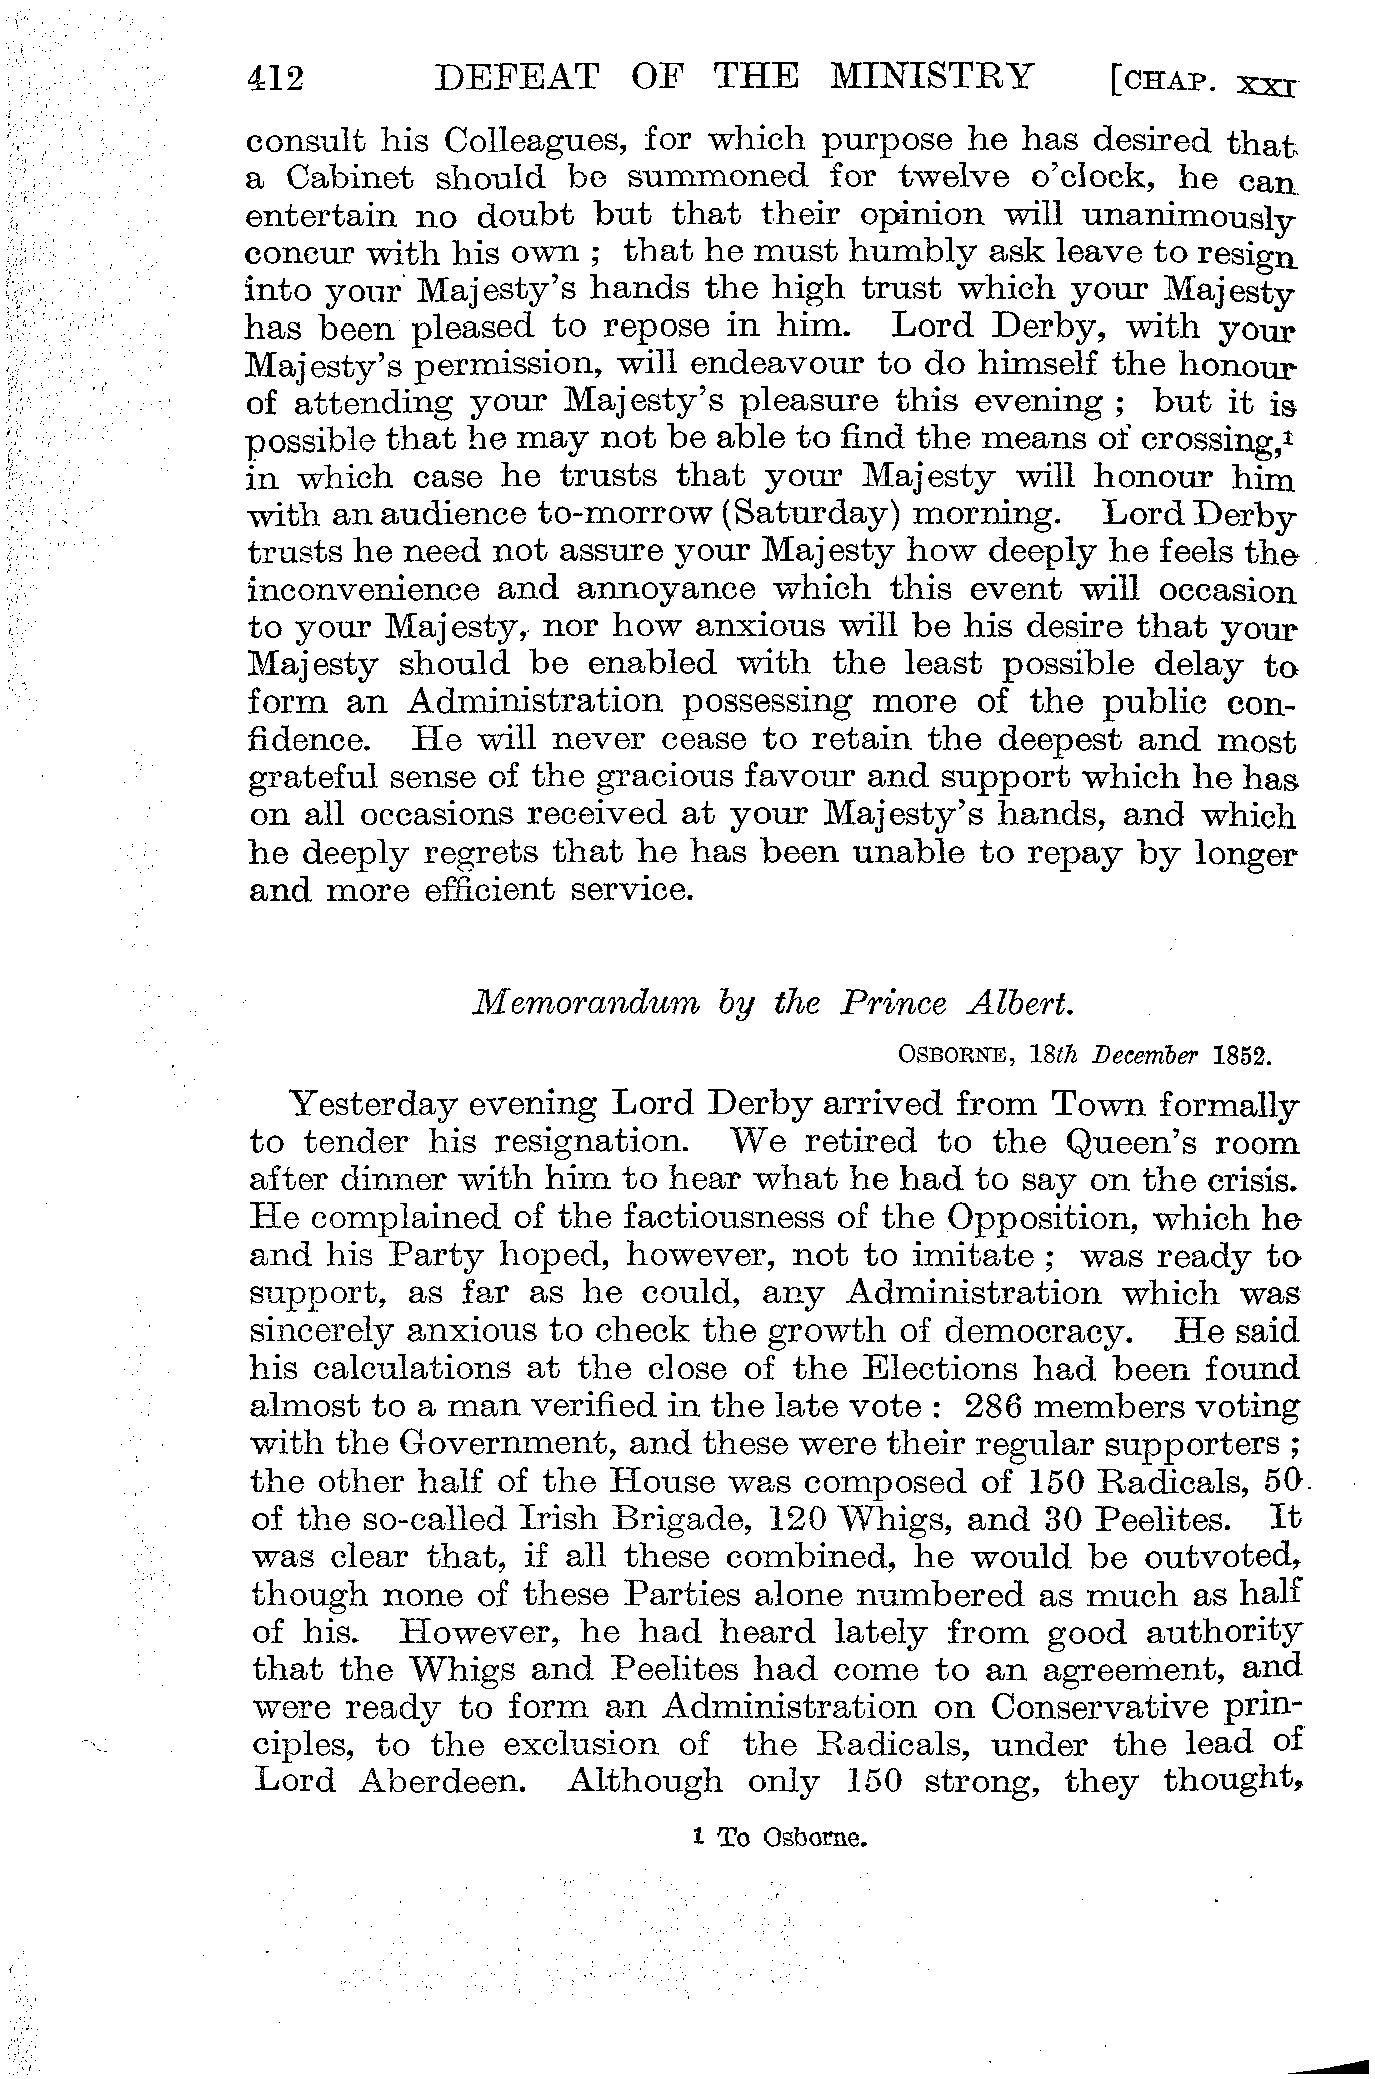 412 DEFEAT OF THE MINISTRY [CHAP. XXI
consult his Colleagues, for which purpose he has desired that
a Cabinet should be summoned for twelve o'clock, he can
entertain no doubt but that their opinion will unanimously
concur with his own ; that he must humbly ask leave to resign
into your Majesty's hands the high trust which your Majesty
has been pleased to repose in him. Lord Derby, with your
Majesty's permission, will endeavour to do himself the honour
of attending your Majesty's pleasure this evening ; but it is
possible that he may not be able to find the means of crossing,¹
in which case he trusts that your Majesty will honour him
with an audience to-morrow (Saturday) morning. Lord Derby
trusts he need not assure your Majesty how deeply he feels the
inconvenience and annoyance which this event will occasion
to your Majesty, nor how anxious will be his desire that your
Majesty should be enabled with the least possible delay to
form an Administration possessing more of the public con-
fidence. He will never cease to retain the deepest and most
grateful sense of the gracious favour and support which he has
on all occasions received at your Majesty's hands, and which
he deeply regrets that he has been unable to repay by longer
and more efficient service.
Memorandum by the Prince Albert.
OSBORNE, 18th December 1852.
Yesterday evening Lord Derby arrived from Town formally
to tender his resignation. We retired to the Queen's room
after dinner with him to hear what he had to say on the crisis.
He complained of the factiousness of the Opposition, which he
and his Party hoped, however, not to imitate ; was ready to
support, as far as he could, any Administration which was
sincerely anxious to check the growth of democracy. He said
his calculations at the close of the Elections had been found
almost to a man verified in the late vote : 286 members voting
with the Government, and these were their regular supporters ;
the other half of the House was composed of 150 Radicals, 50
of the so-called Irish Brigade, 120 Whigs, and 30 Peelites. It
was clear that, if all these combined, he would be outvoted,
though none of these Parties alone numbered as much as half
of his. However, he had heard lately from good authority
that the Whigs and Peelites had come to an agreement, and
were ready to form an Administration on Conservative prin-
ciples, to the exclusion of the Radicals, under the lead of
Lord Aberdeen. Although only 150 strong, they thought,
1 To Osborne.